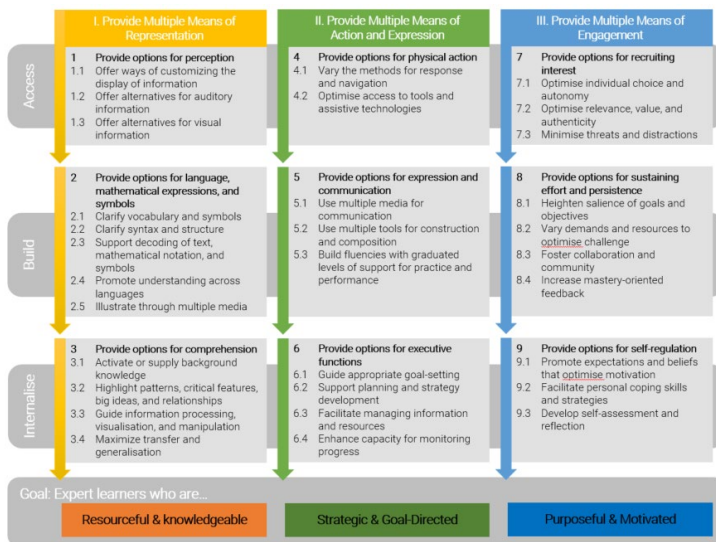 I. Provide Multiple Means of
Representation
II. Provide Multiple Means of
Action and Expression
III. Provide Multiple Means of
Engagement
Access
1 Provide options for perception
1.1 Offer ways of customizing the
display of information
1.2 Offer alternatives for auditory
information
1.3 Offer alternatives for visual
information
4 Provide options for physical action
4.1 Vary the methods for response
and navigation
4.2 Optimise access to tools and
assistive technologies
7 Provide options for recruiting
interest
7.1 Optimise individual choice and
autonomy
7.2 Optimise relevance, value, and
authenticity
7.3 Minimise threats and distractions
Build
2 Provide options for language,
mathematical expressions, and
symbols
2.1 Clarify vocabulary and symbols
2.2 Clarify syntax and structure
2.3 Support decoding of text,
mathematical notation, and
symbols
2.4 Promote understanding across
languages
2.5 Illustrate through multiple media
5 Provide options for expression and
communication
5.1 Use multiple media for
communication
5.2 Use multiple tools for construction
and composition
5.3 Build fluencies with graduated
levels of support for practice and
performance
8 Provide options for sustaining
effort and persistence
8.1 Heighten salience of goals and
objectives
8.2 Vary demands and resources to
optimise challenge
8.3 Foster collaboration and
community
8.4 Increase mastery-oriented
feedback
Internalise
3 Provide options for comprehension
3.1 Activate or supply background
knowledge
3.2 Highlight patterns, critical features,
big ideas, and relationships
3.3 Guide information processing,
visualisation, and manipulation
3.4 Maximize transfer and
generalisation
6 Provide options for executive
functions
6.1 Guide appropriate goal-setting
6.2 Support planning and strategy
development
6.3 Facilitate managing information
and resources
6.4 Enhance capacity for monitoring
progress
9 Provide options for self-regulation
9.1 Promote expectations and beliefs
that optimise motivation
9.2 Facilitate personal coping skills
and strategies
9.3 Develop self-assessment and
reflection
Goal: Expert learners who are...
Resourceful & knowledgeable
Strategic & Goal-Directed
Purposeful & Motivated